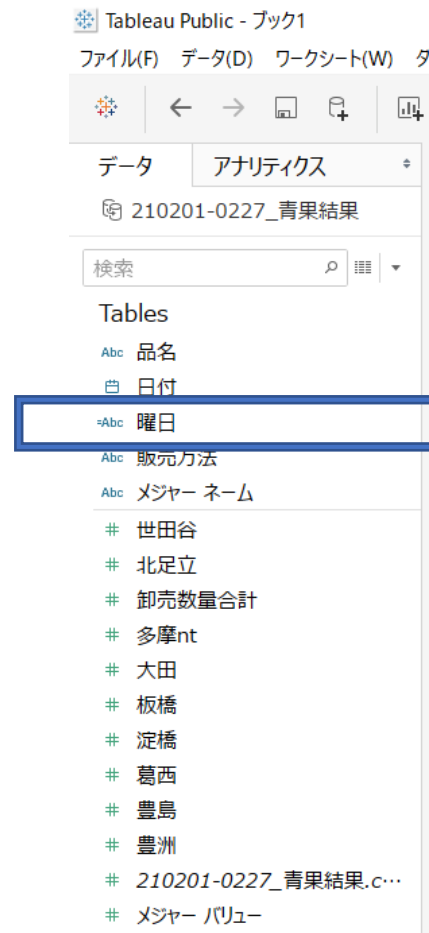 Tableau Public - ブック1
ファイル(F) データ(D) ワークシート(W)
データ アナリティクス
210201-0227_青果結果
検索
Tables
Abc 品名
日付
=Abc 曜日
Abc 販売方法
Abc メジャー ネーム
# 世田谷
# 北足立
# 卸売数量合計
# 多摩nt
# 大田
# 板橋
# 淀橋
# 葛西
# 豊島
# 豊洲
# 210201-0227_青果結果.c…
# メジャー バリュー